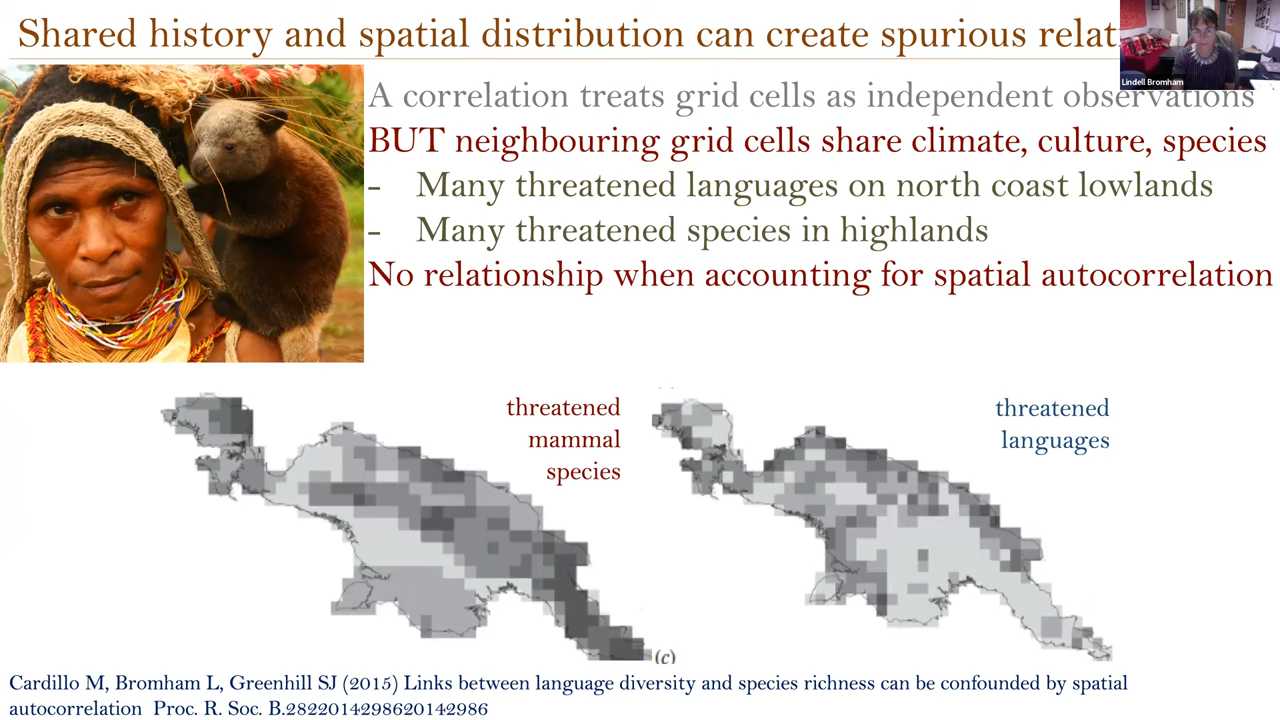 Shared history and spatial distribution can create spurious relat
Lindell Bromham
A correlation treats grid cells as independent observations
BUT neighbouring grid cells share climate, culture, species
- Many threatened languages on north coast lowlands
- Many threatened species in highlands
No relationship when accounting for spatial autocorrelation
threatened
mammal
species
threatened
languages
(c)
Cardillo M, Bromham L, Greenhill SJ (2015) Links between language diversity and species richness can be confounded by spatial
autocorrelation Proc. R. Soc. B.2822014298620142986